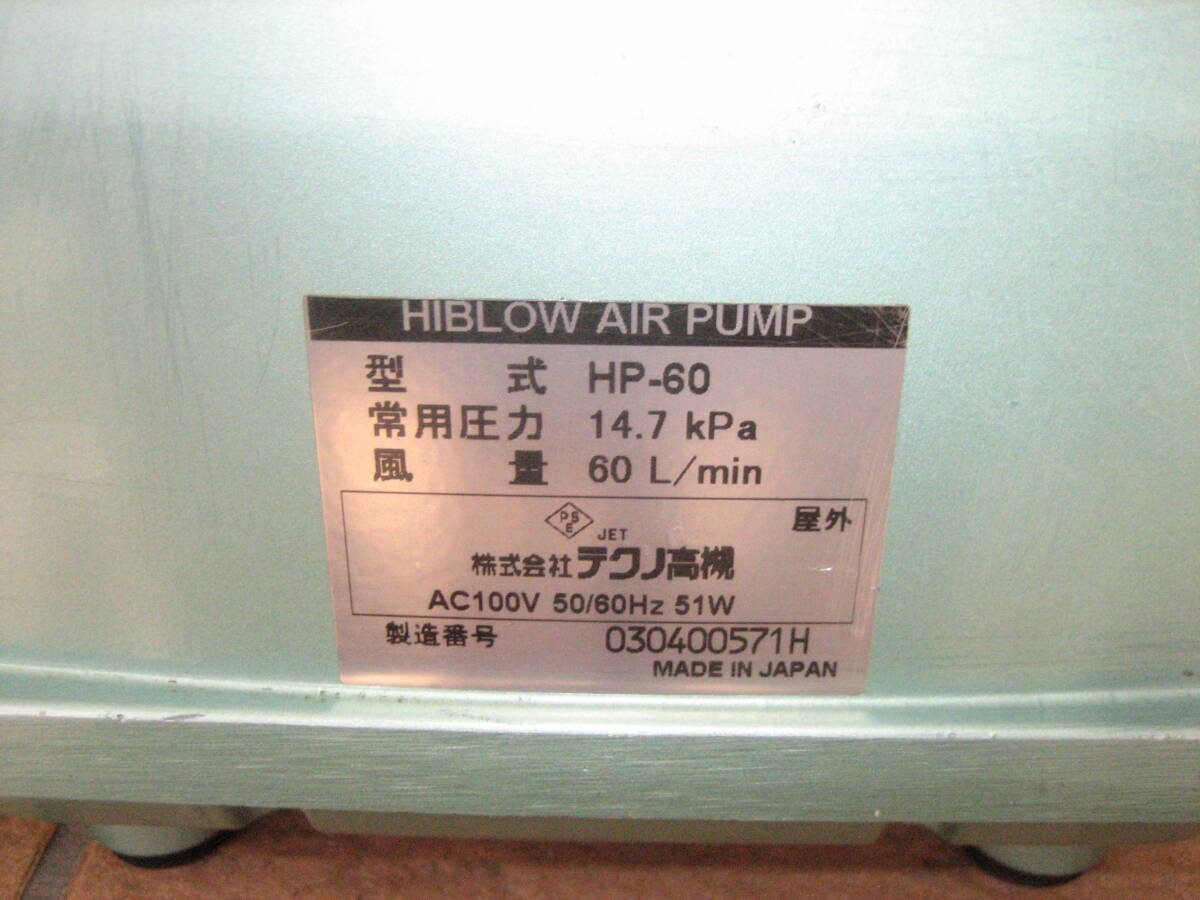 HIBLOW AIR PUMP
型式 HP-60
常用圧力 14.7 kPa
風量 60 L/min
PSE JET 屋外
株式会社テクノ高槻
AC100V 50/60Hz 51W
製造番号 030400571H
MADE IN JAPAN